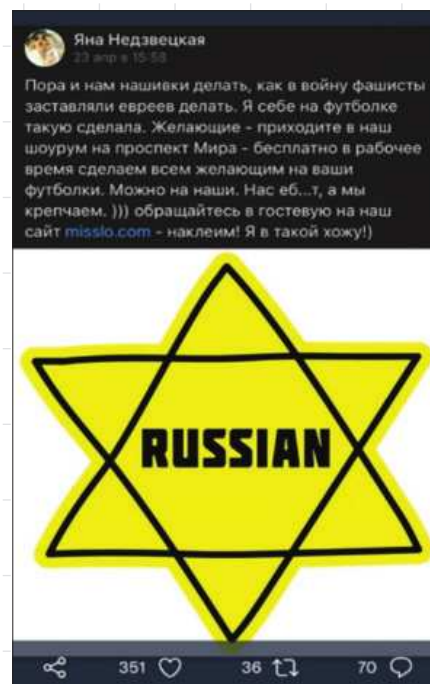 Яна Недзвецкая
23 апр в 15:58
Пора и нам нашивки делать, как в войну фашисты
заставляли евреев делать. Я себе на футболке
такую сделала. Желающие - приходите в наш
шоурум на проспект Мира - бесплатно в рабочее
время сделаем всем желающим на ваши
футболки. Можно на наши. Нас еб...т, а мы
крепчаем. ))) обращайтесь в гостевую на наш
сайт misslo.com - наклеим! Я в такой хожу!)
RUSSIAN
351 36 70